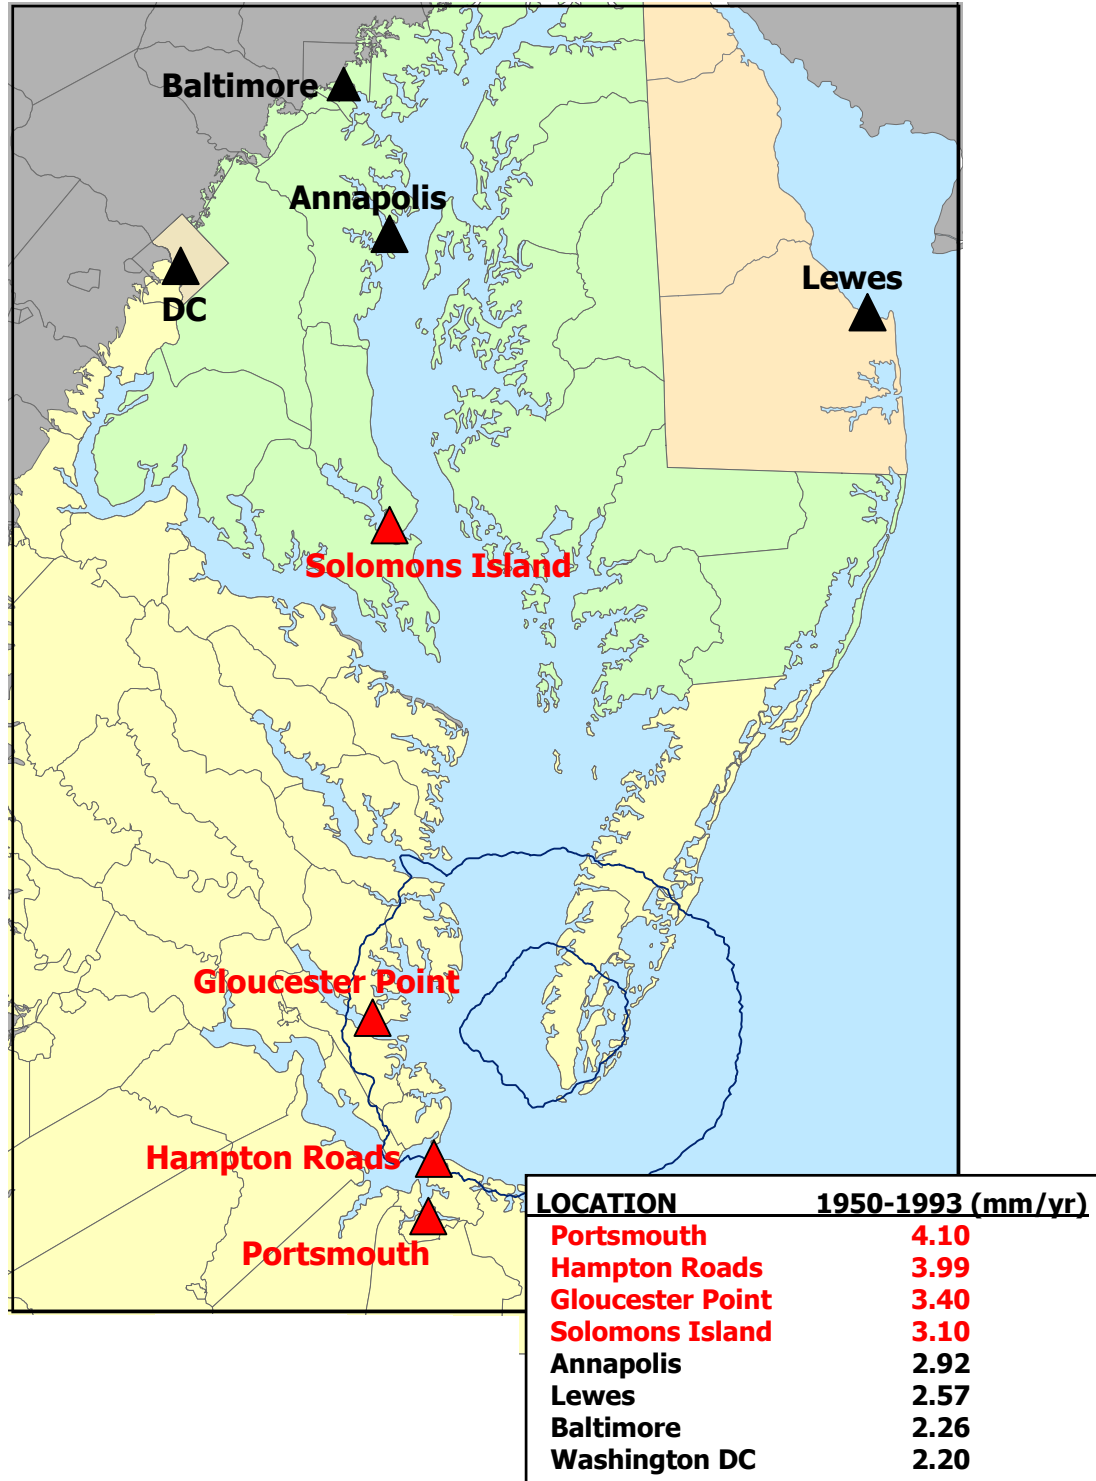 Baltimore
Annapolis
DC
Lewes
Solomons Island
Gloucester Point
Hampton Roads
Portsmouth
LOCATION 1950-1993 (mm/yr)
Portsmouth 4.10
Hampton Roads 3.99
Gloucester Point 3.40
Solomons Island 3.10
Annapolis 2.92
Lewes 2.57
Baltimore 2.26
Washington DC 2.20